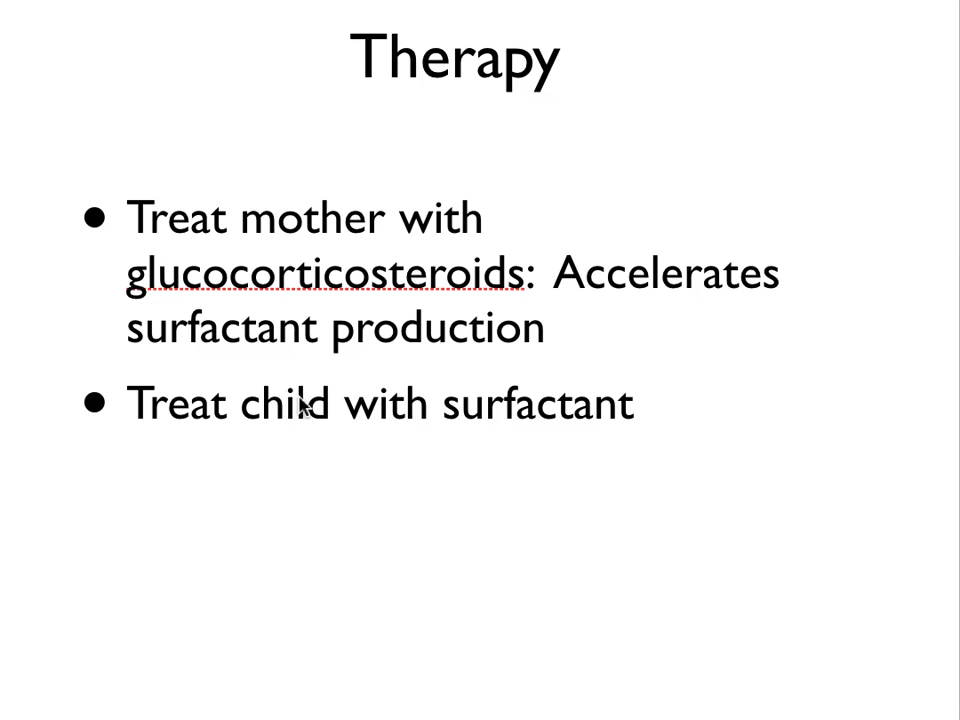 Therapy
• Treat mother with
glucocorticosteroids: Accelerates
surfactant production
• Treat child with surfactant